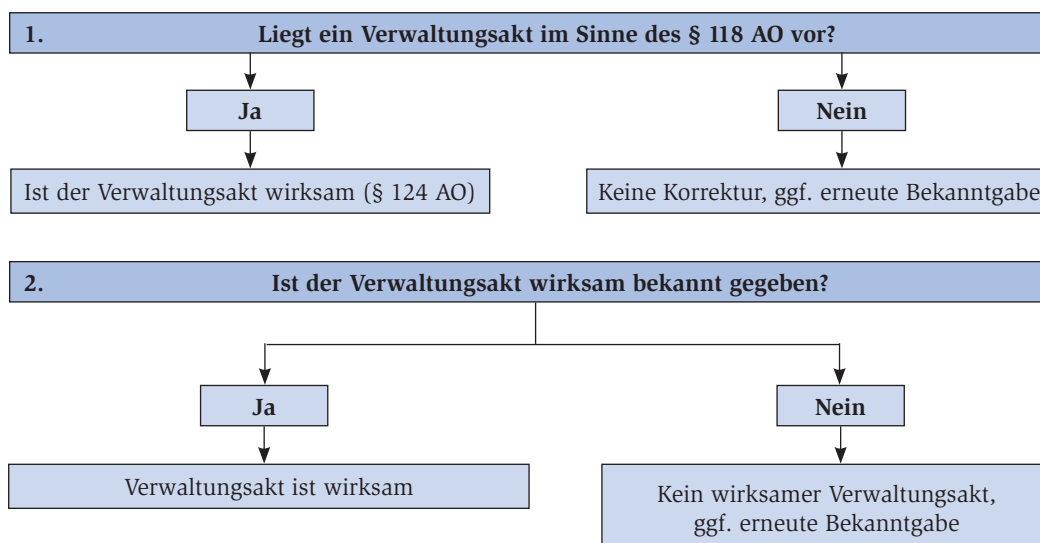 1. Liegt ein Verwaltungsakt im Sinne des § 118 AO vor?
Ja
Nein
Ist der Verwaltungsakt wirksam (§ 124 AO)
Keine Korrektur, ggf. erneute Bekanntgabe
2. Ist der Verwaltungsakt wirksam bekannt gegeben?
Ja
Nein
Verwaltungsakt ist wirksam
Kein wirksamer Verwaltungsakt,
ggf. erneute Bekanntgabe